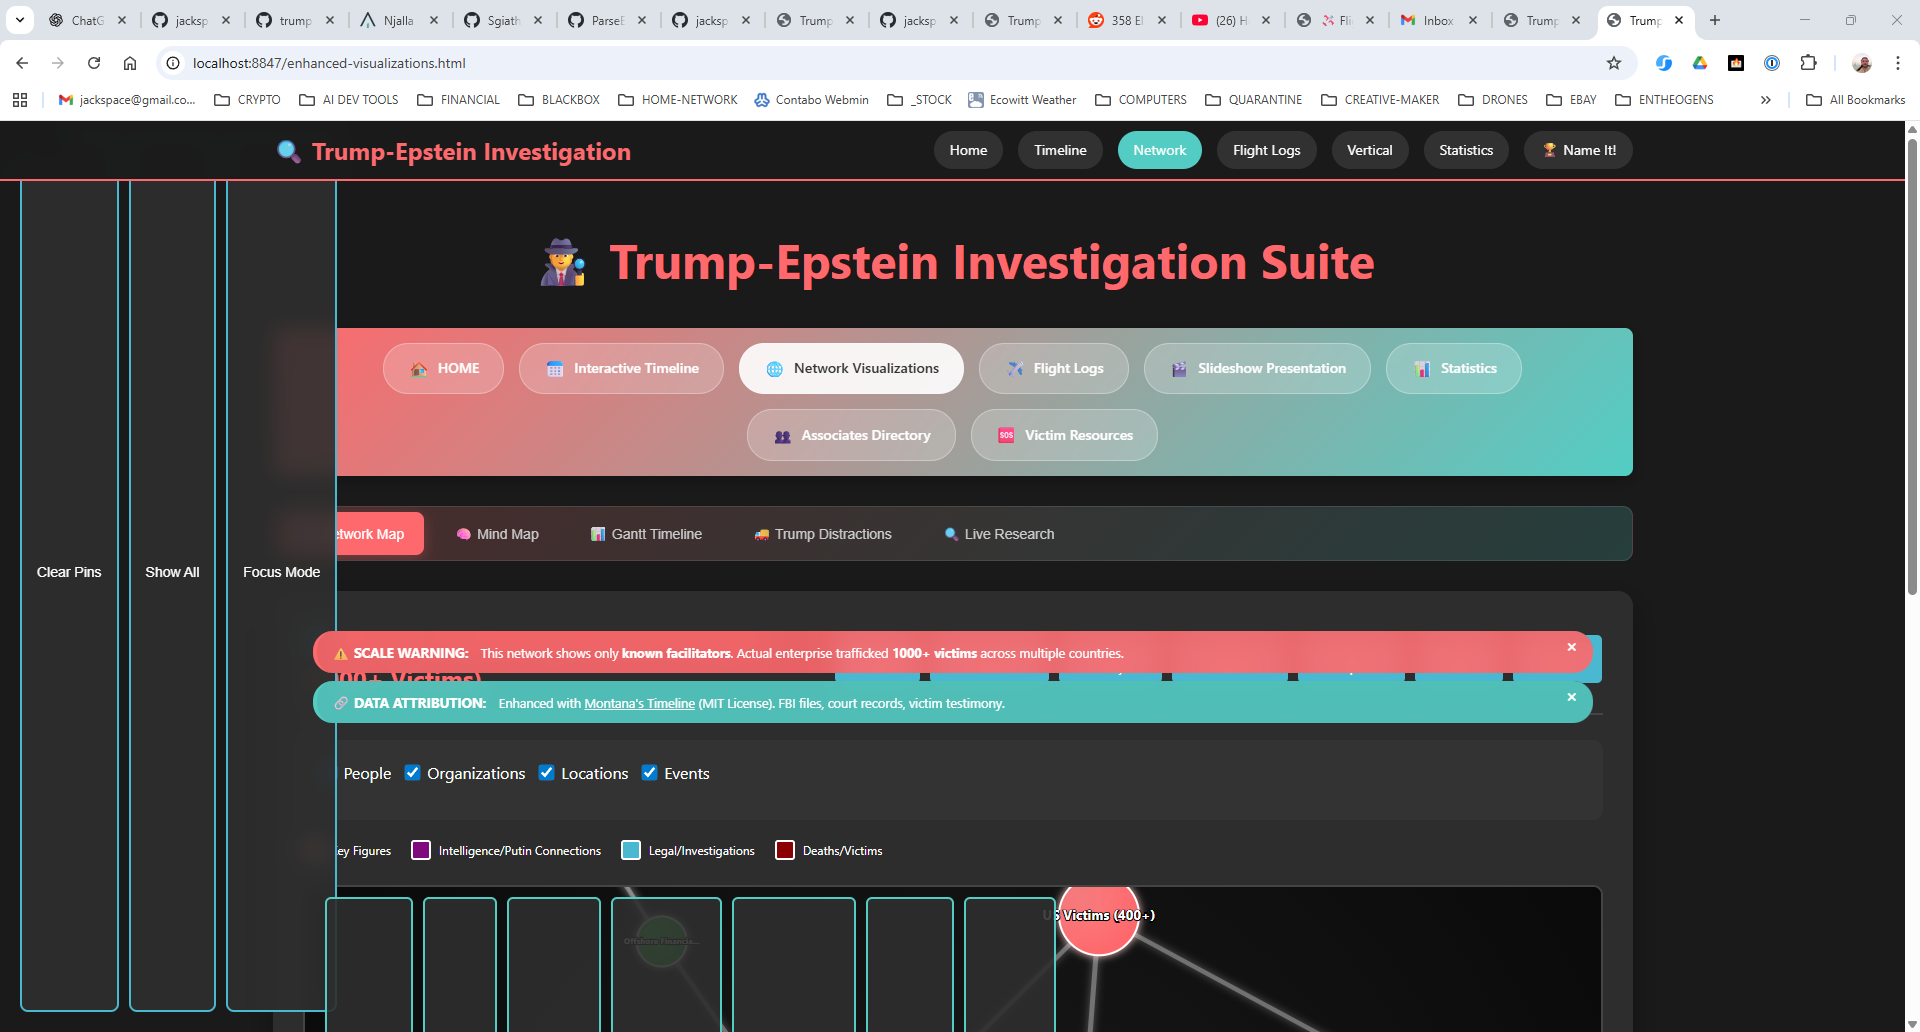 ChatG
jacksp
trump
Njalla
Sgiath
ParseE
jacksp
Trump
jacksp
Trump
358 E
(26) H
Fli
Inbox
Trump
Trump
localhost:8847/enhanced-visualizations.html
jackspace@gmail.co...
CRYPTO
AI DEV TOOLS
FINANCIAL
BLACKBOX
HOME-NETWORK
Contabo Webmin
_STOCK
Ecowitt Weather
COMPUTERS
QUARANTINE
CREATIVE-MAKER
DRONES
EBAY
ENTHEOGENS
All Bookmarks
Trump-Epstein Investigation
Home
Timeline
Network
Flight Logs
Vertical
Statistics
Name It!
Trump-Epstein Investigation Suite
HOME
Interactive Timeline
Network Visualizations
Flight Logs
Slideshow Presentation
Statistics
Associates Directory
SOS Victim Resources
etwork Map
Mind Map
Gantt Timeline
Trump Distractions
Live Research
Clear Pins
Show All
Focus Mode
SCALE WARNING: This network shows only known facilitators. Actual enterprise trafficked 1000+ victims across multiple countries.
00+ Victims)
DATA ATTRIBUTION: Enhanced with Montana's Timeline (MIT License). FBI files, court records, victim testimony.
People
Organizations
Locations
Events
ey Figures
Intelligence/Putin Connections
Legal/Investigations
Deaths/Victims
US Victims (400+)
Offshore Financia...